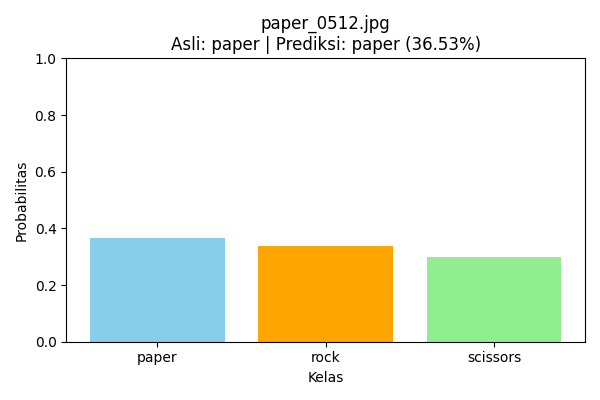 paper_0512.jpg
Asli: paper | Prediksi: paper (36.53%)
1.0
0.8
0.6
0.4
0.2
0.0
Probabilitas
paper rock scissors
Kelas